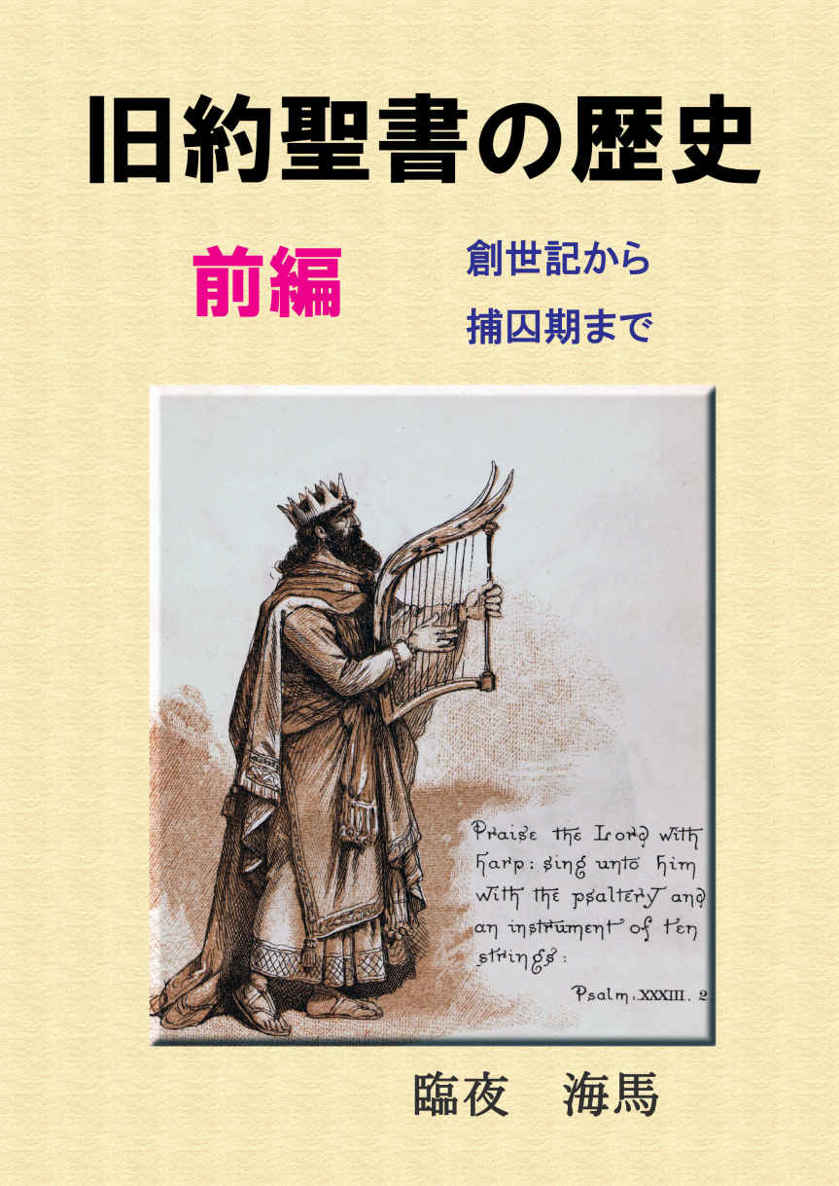 旧約聖書の歴史
前編
創世記から
捕囚期まで
Praise the Lord with
harp: sing unto him
with the psaltery and
an instrument of ten
strings:
Psalm. XXXIII. 2
臨夜　海馬